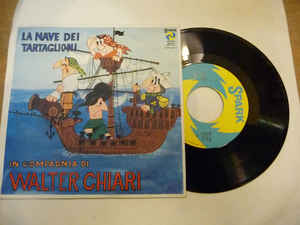 LA NAVE DEI
TARTAGLIONI
IN COMPAGNIA DI
WALTER CHIARI
SPARK